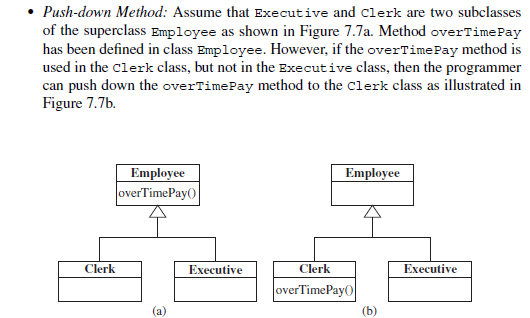 • Push-down Method: Assume that Executive and Clerk are two subclasses
of the superclass Employee as shown in Figure 7.7a. Method overTimePay
has been defined in class Employee. However, if the overTimePay method is
used in the Clerk class, but not in the Executive class, then the programmer
can push down the overTimePay method to the Clerk class as illustrated in
Figure 7.7b.
Employee
overTimePay()
Clerk
Executive
(a)
Employee
Clerk
overTimePay()
Executive
(b)